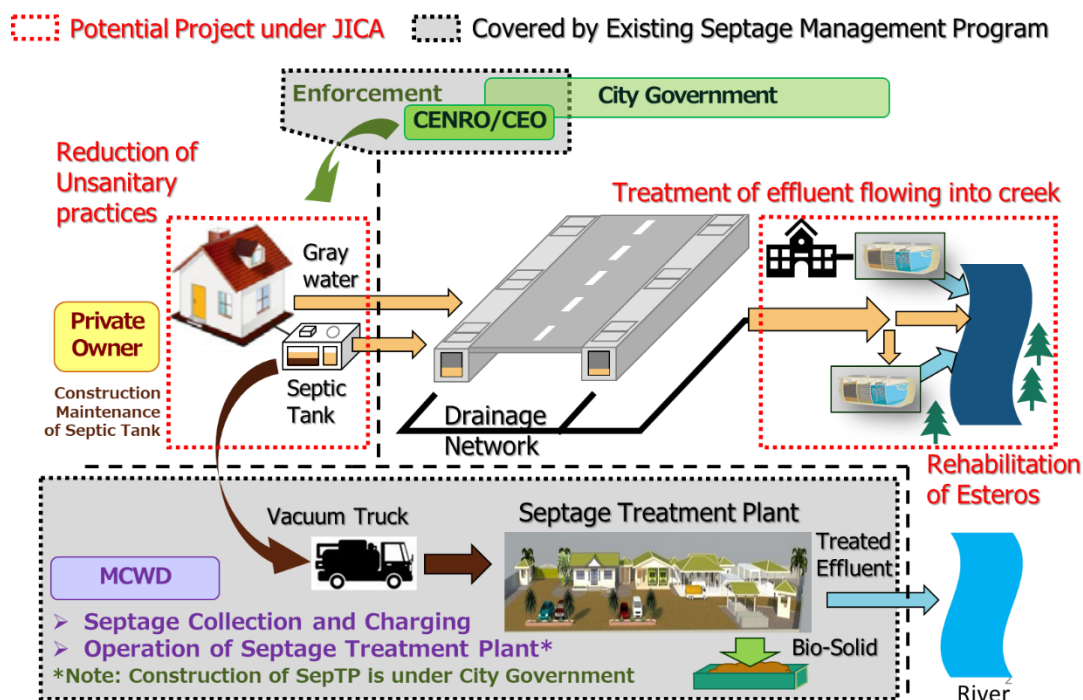 Potential Project under JICA
Covered by Existing Septage Management Program
Enforcement
City Government
CENRO/CEO
Reduction of
Unsanitary
practices
Treatment of effluent flowing into creek
Gray
water
Private
Owner
Septic
Tank
Construction
Maintenance
of Septic Tank
Drainage
Network
Rehabilitation
of Esteros
Vacuum Truck
Septage Treatment Plant
Treated
Effluent
MCWD
➢ Septage Collection and Charging
➢ Operation of Septage Treatment Plant*
*Note: Construction of SepTP is under City Government
Bio-Solid
River
2